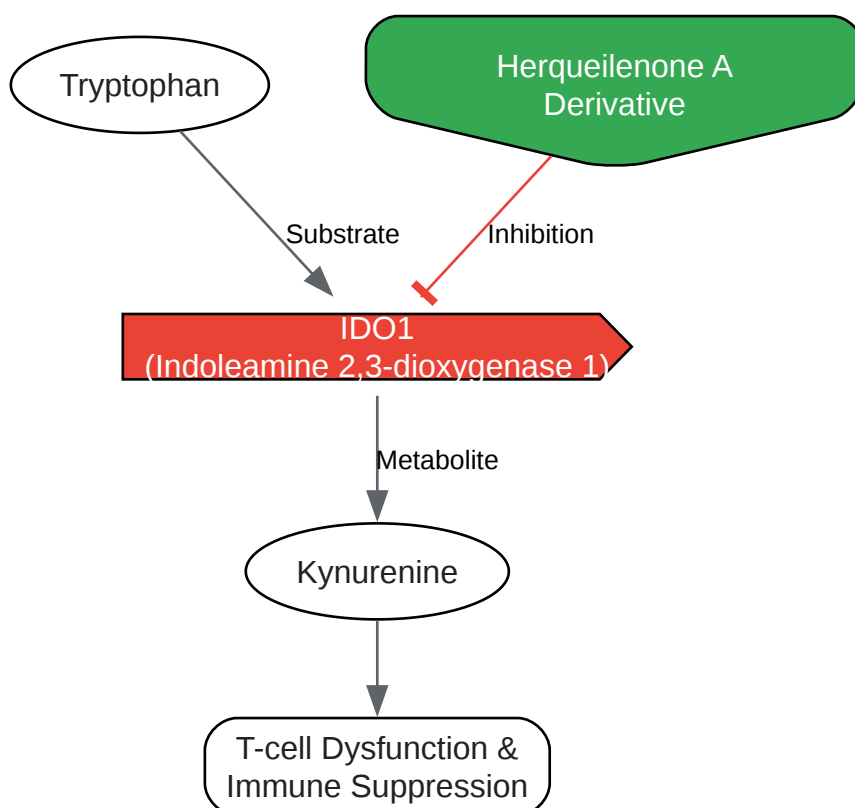 Tryptophan
Herqueilenone A
Derivative
Substrate
Inhibition
IDO1
(Indoleamine 2,3-dioxygenase 1)
Metabolite
Kynurenine
T-cell Dysfunction &
Immune Suppression